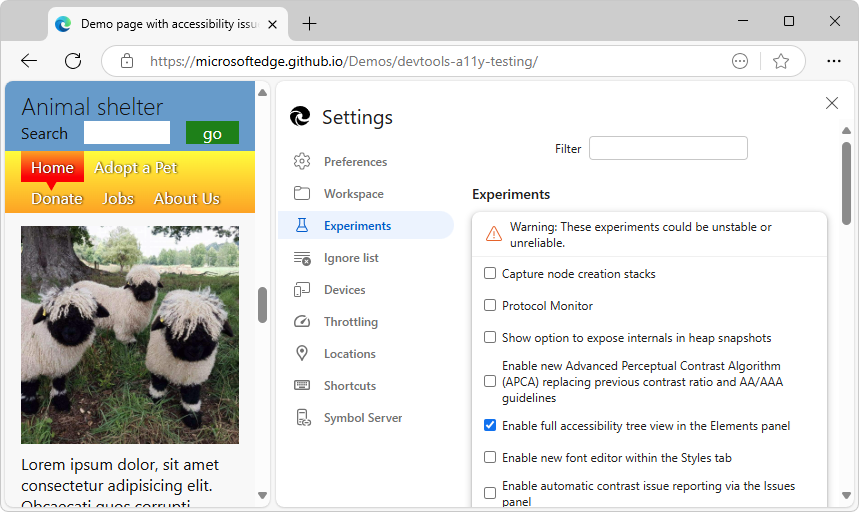 Demo page with accessibility issu
https://microsoftedge.github.io/Demos/devtools-a11y-testing/
Animal shelter
Search
go
Home
Adopt a Pet
Donate
Jobs
About Us
Lorem ipsum dolor, sit amet
consectetur adipisicing elit.
Obcaecati quos corrupti
Settings
Preferences
Workspace
Experiments
Ignore list
Devices
Throttling
Locations
Shortcuts
Symbol Server
Filter
Experiments
Warning: These experiments could be unstable or
unreliable.
Capture node creation stacks
Protocol Monitor
Show option to expose internals in heap snapshots
Enable new Advanced Perceptual Contrast Algorithm
(APCA) replacing previous contrast ratio and AA/AAA
guidelines
Enable full accessibility tree view in the Elements panel
Enable new font editor within the Styles tab
Enable automatic contrast issue reporting via the Issues
panel